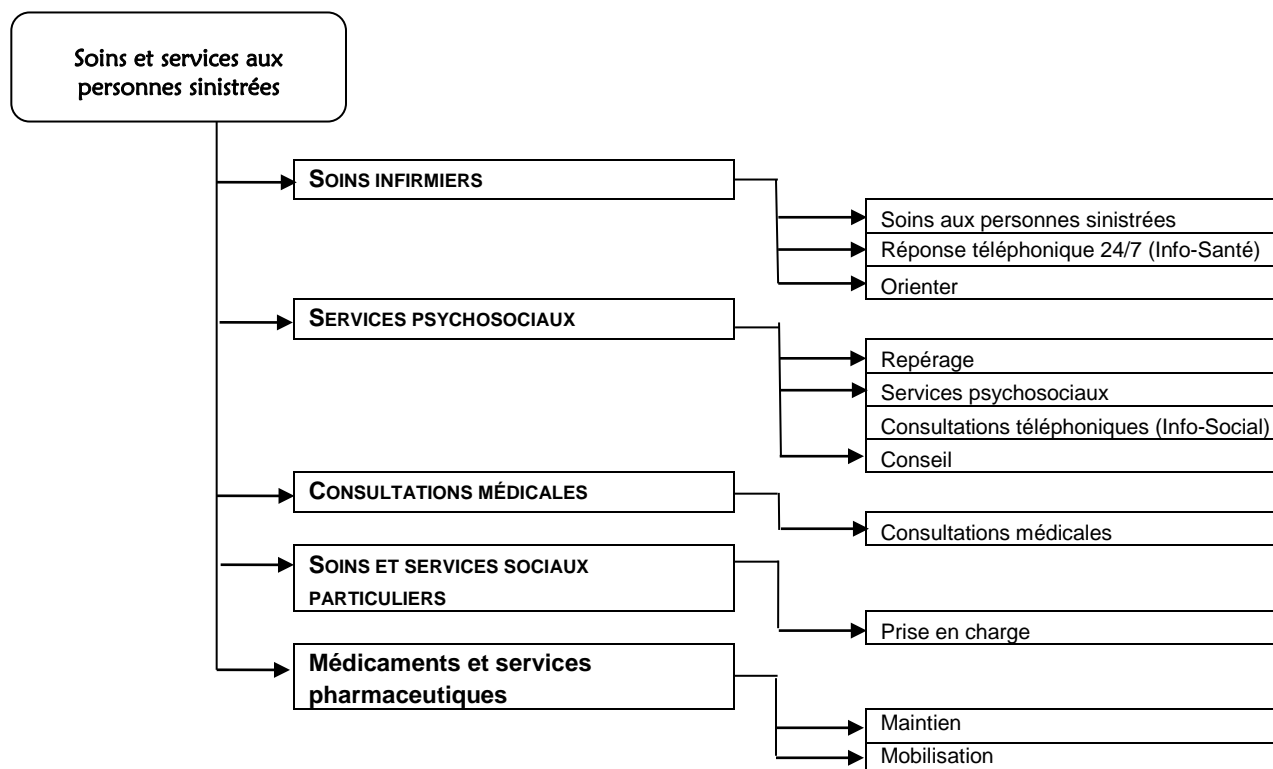 Soins et services aux
personnes sinistrées
SOINS INFIRMIERS
Soins aux personnes sinistrées
Réponse téléphonique 24/7 (Info-Santé)
Orienter
SERVICES PSYCHOSOCIAUX
Repérage
Services psychosociaux
Consultations téléphoniques (Info-Social)
Conseil
CONSULTATIONS MÉDICALES
Consultations médicales
SOINS ET SERVICES SOCIAUX
PARTICULIERS
Prise en charge
Médicaments et services
pharmaceutiques
Maintien
Mobilisation